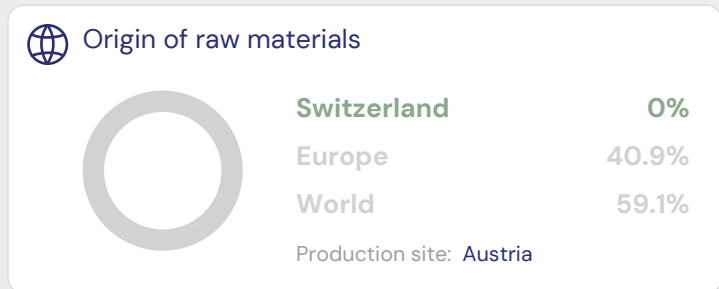 Origin of raw materials
Switzerland 0%
Europe 40.9%
World 59.1%
Production site: Austria